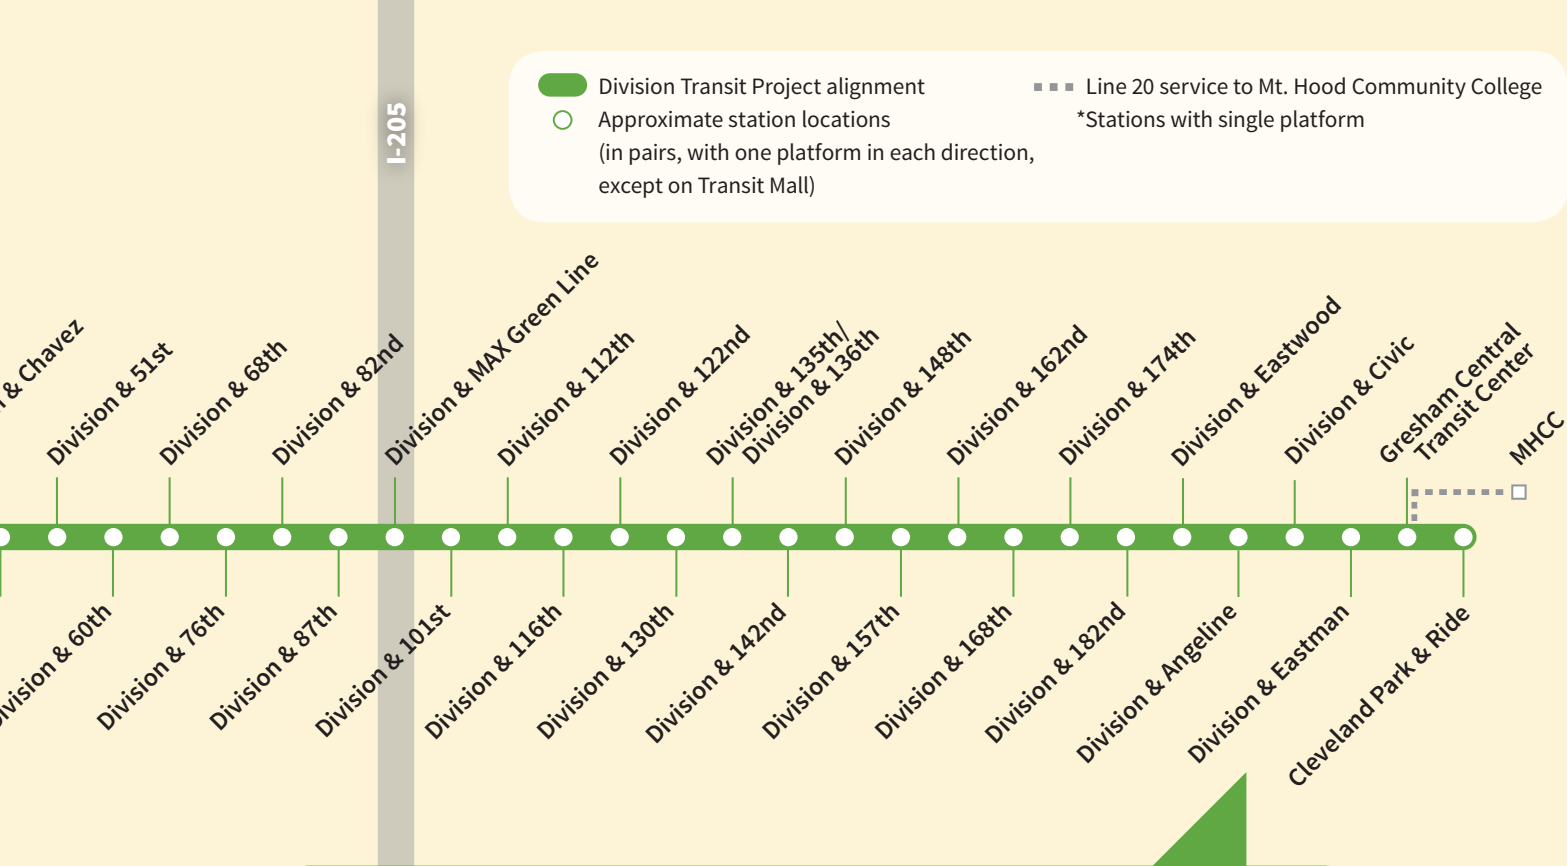 I-205
Division Transit Project alignment
Approximate station locations
(in pairs, with one platform in each direction,
except on Transit Mall)
Line 20 service to Mt. Hood Community College
*Stations with single platform
& Chavez
Division & 51st
Division & 68th
Division & 82nd
Division & MAX Green Line
Division & 112th
Division & 122nd
Division & 135th/
Division & 136th
Division & 148th
Division & 162nd
Division & 174th
Division & Eastwood
Division & Civic
Gresham Central
Transit Center
MHCC
Division & 60th
Division & 76th
Division & 87th
Division & 101st
Division & 116th
Division & 130th
Division & 142nd
Division & 157th
Division & 168th
Division & 182nd
Division & Angeline
Division & Eastman
Cleveland Park & Ride